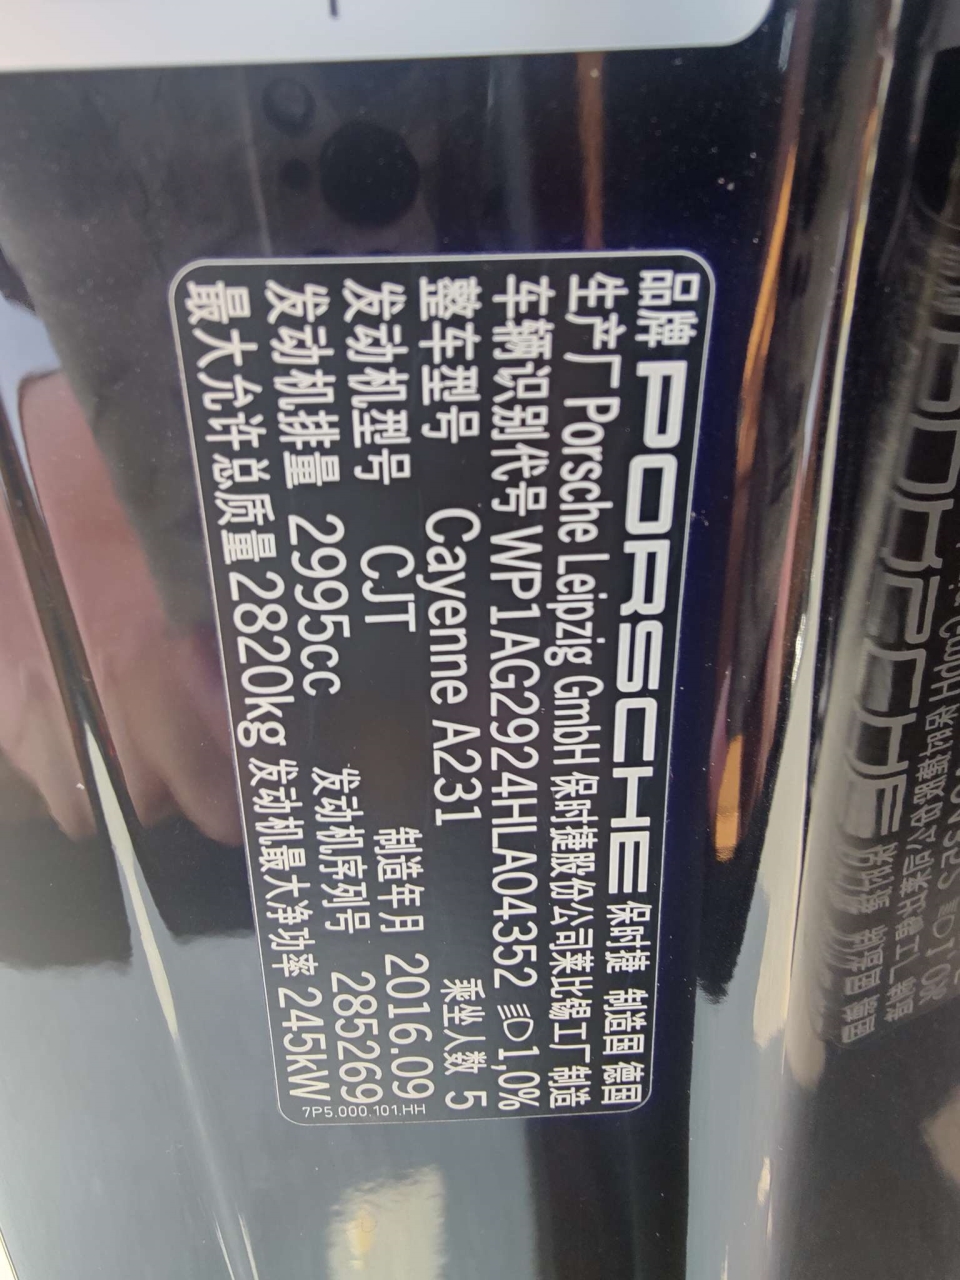 品牌 PORSCHE 保时捷 制造国 德国
生产厂 Porsche Leipzig GmbH 保时捷股份公司莱比锡工厂制造
车辆识别代号 WP1AG2924HLA04352 1,0%
整车型号 Cayenne A231 乘坐人数 5
发动机型号 CJT 制造年月 2016.09
发动机排量 2995cc 发动机序列号 285269
最大允许总质量 2820kg 发动机最大净功率 245kW
7P5.000.101.HH